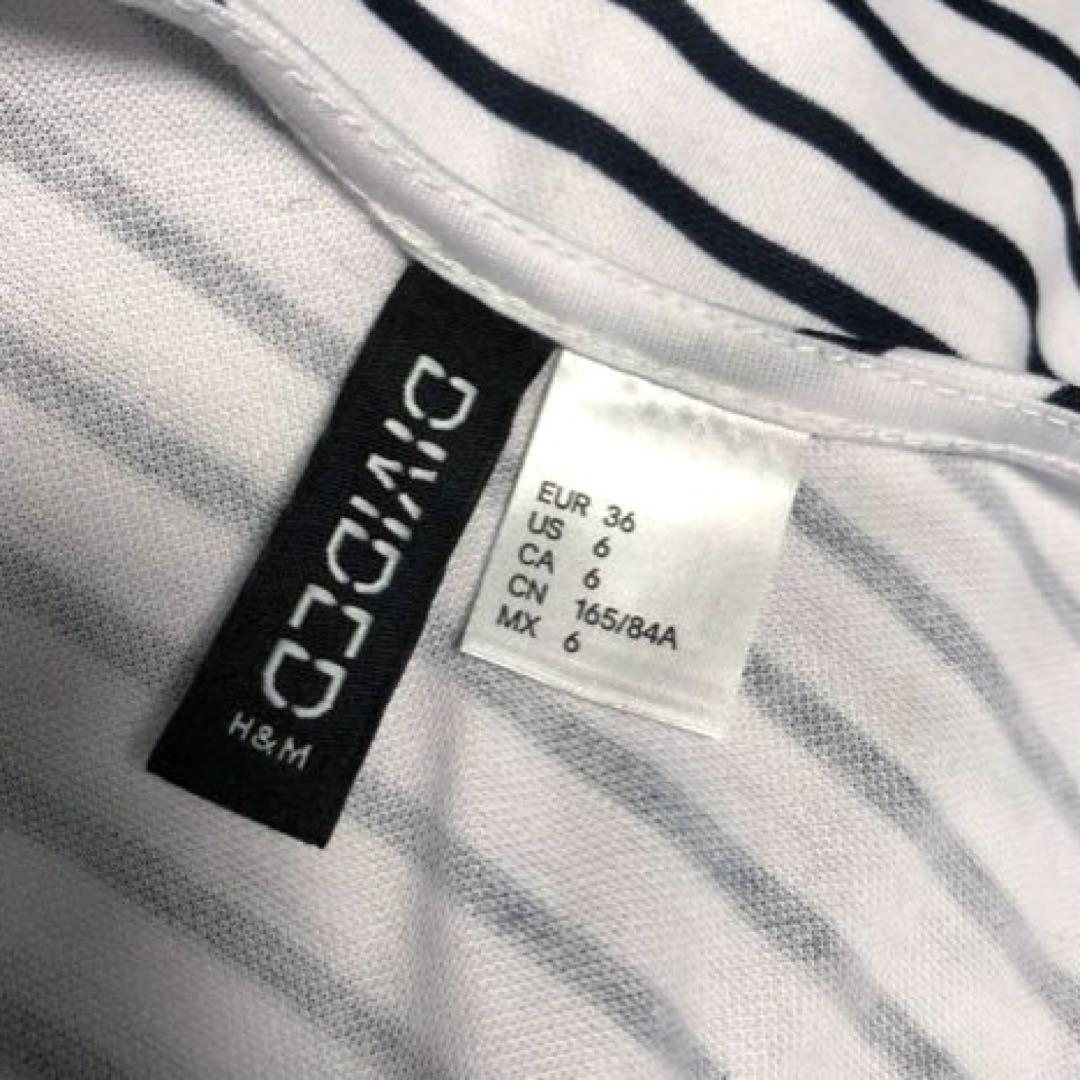 DIVIDED
H&M
EUR 36
US 6
CA 6
CN 165/84A
MX 6